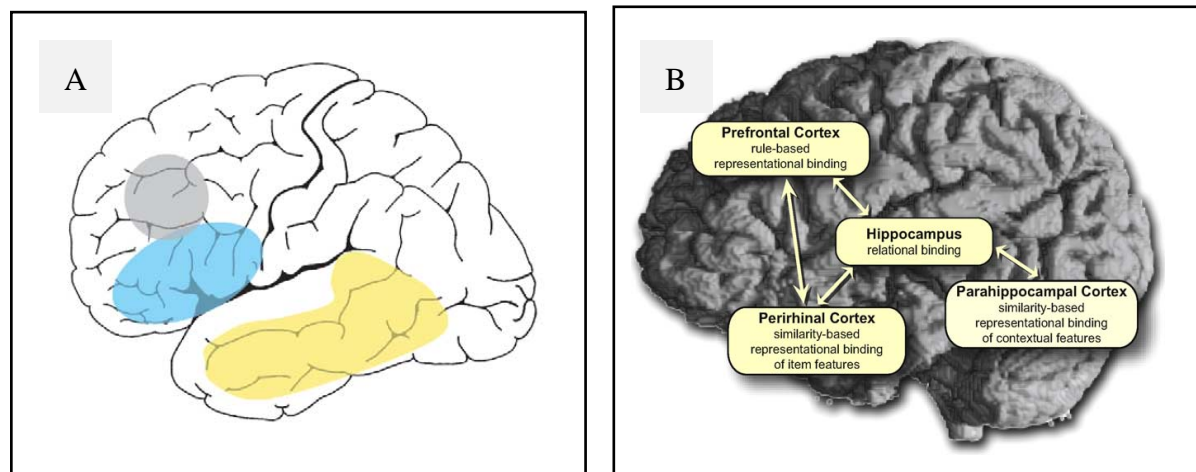 A
B
Prefrontal Cortex
rule-based
representational binding
Hippocampus
relational binding
Perirhinal Cortex
similarity-based
representational binding
of item features
Parahippocampal Cortex
similarity-based
representational binding
of contextual features